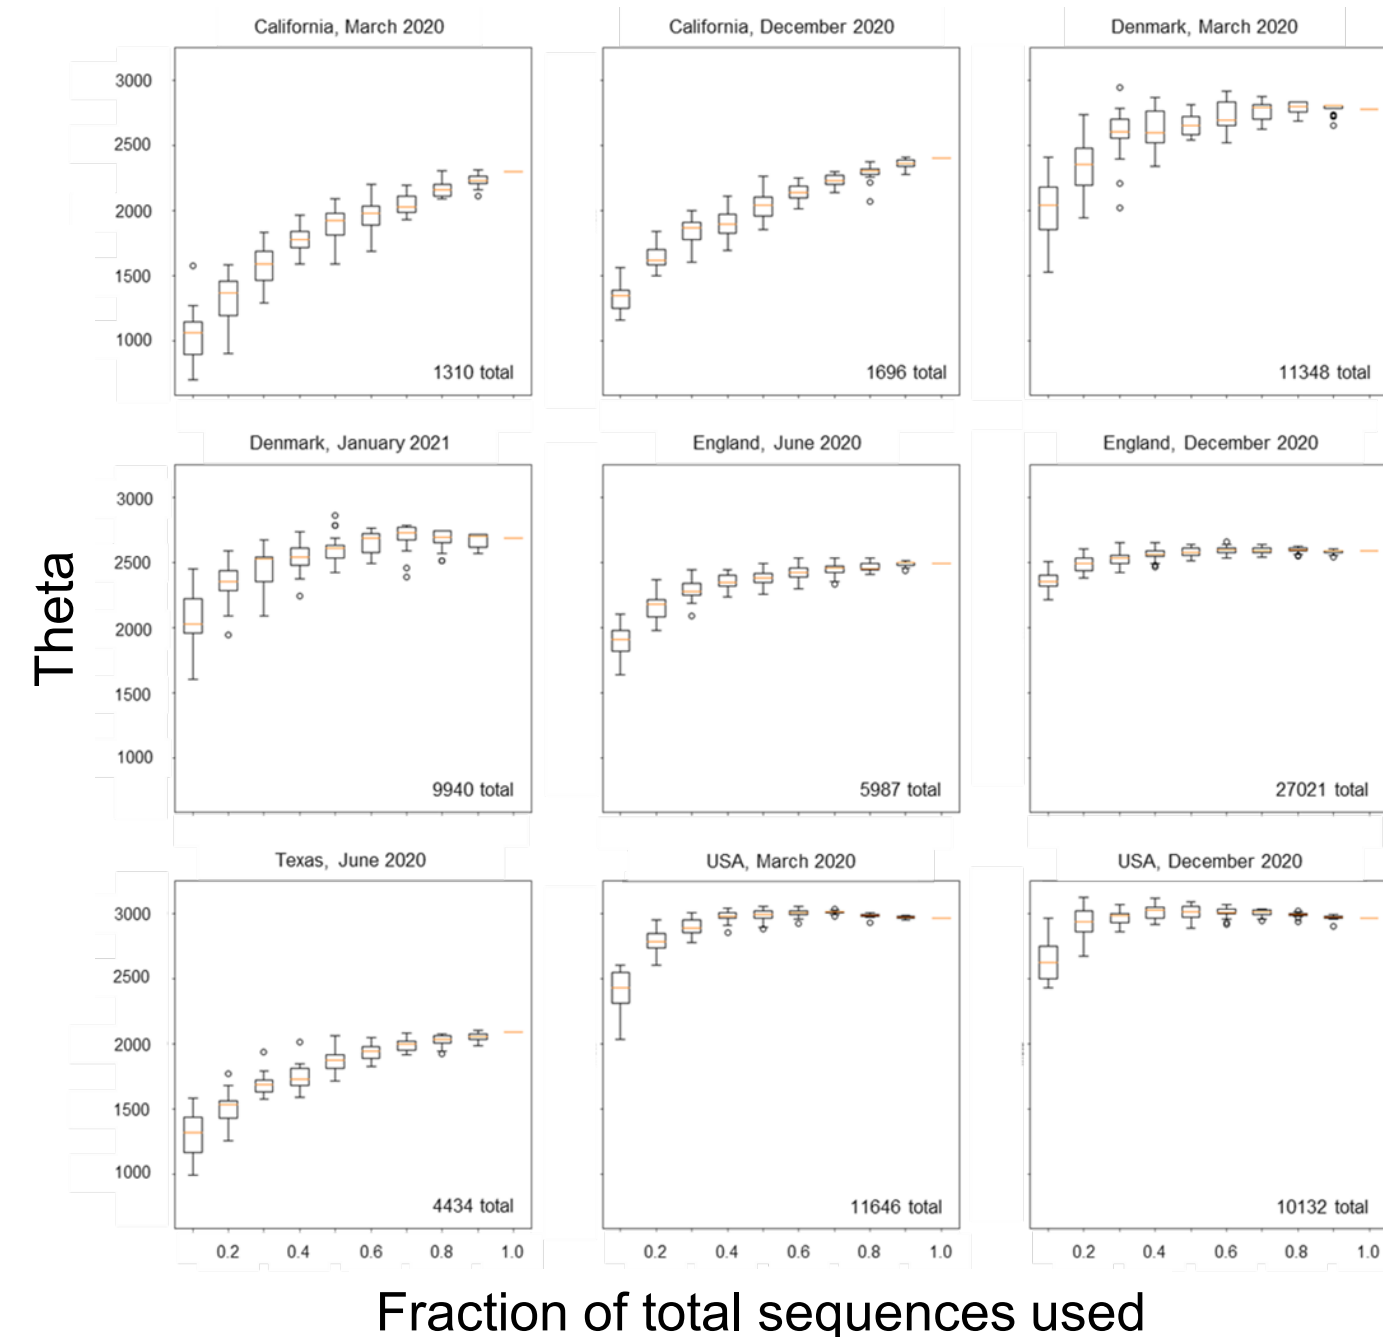 California, March 2020
California, December 2020
Denmark, March 2020
3000
2500
2000
1500
1000
1310 total
1696 total
11348 total
Denmark, January 2021
England, June 2020
England, December 2020
3000
2500
2000
1500
1000
9940 total
5987 total
27021 total
Theta
Texas, June 2020
USA, March 2020
USA, December 2020
3000
2500
2000
1500
1000
4434 total
11646 total
10132 total
0.2 0.4 0.6 0.8 1.0
0.2 0.4 0.6 0.8 1.0
0.2 0.4 0.6 0.8 1.0
Fraction of total sequences used